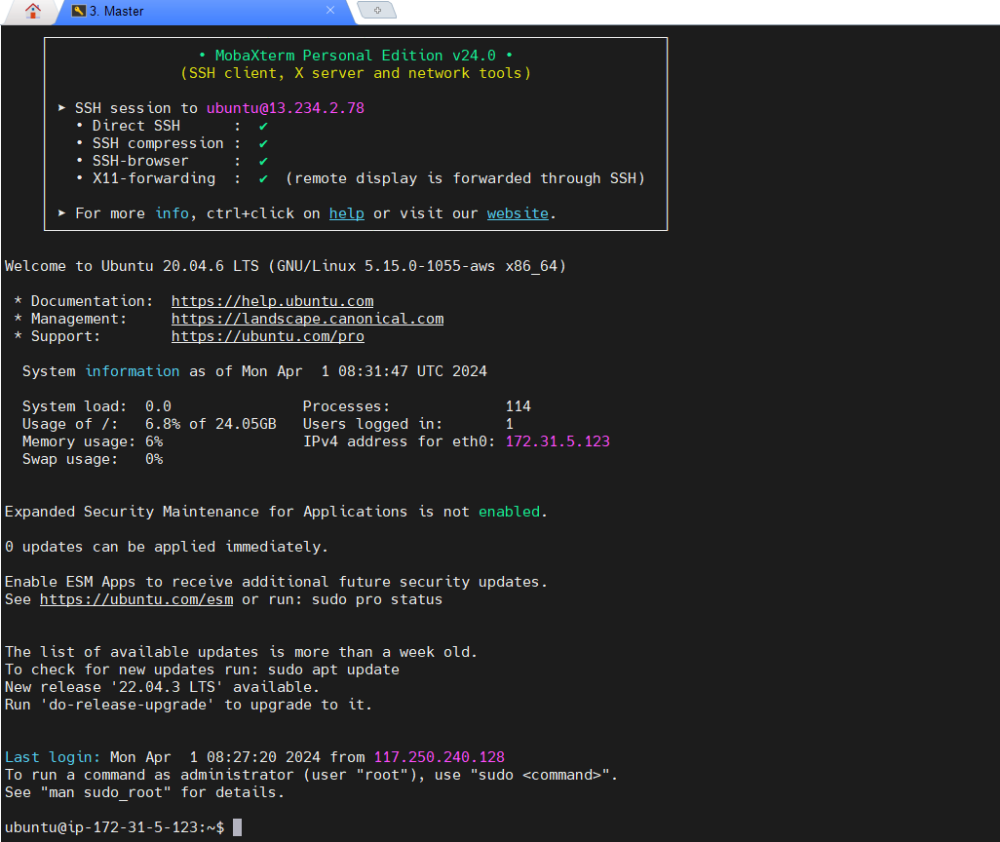 3. Master
• MobaXterm Personal Edition v24.0 •
(SSH client, X server and network tools)
➤ SSH session to ubuntu@13.234.2.78
• Direct SSH : ✔
• SSH compression : ✔
• SSH-browser : ✔
• X11-forwarding : ✔ (remote display is forwarded through SSH)
➤ For more info, ctrl+click on help or visit our website.
Welcome to Ubuntu 20.04.6 LTS (GNU/Linux 5.15.0-1055-aws x86_64)
* Documentation: https://help.ubuntu.com
* Management: https://landscape.canonical.com
* Support: https://ubuntu.com/pro
System information as of Mon Apr 1 08:31:47 UTC 2024
System load: 0.0 Processes: 114
Usage of /: 6.8% of 24.05GB Users logged in: 1
Memory usage: 6% IPv4 address for eth0: 172.31.5.123
Swap usage: 0%
Expanded Security Maintenance for Applications is not enabled.
0 updates can be applied immediately.
Enable ESM Apps to receive additional future security updates.
See https://ubuntu.com/esm or run: sudo pro status
The list of available updates is more than a week old.
To check for new updates run: sudo apt update
New release '22.04.3 LTS' available.
Run 'do-release-upgrade' to upgrade to it.
Last login: Mon Apr 1 08:27:20 2024 from 117.250.240.128
To run a command as administrator (user "root"), use "sudo <command>".
See "man sudo_root" for details.
ubuntu@ip-172-31-5-123:~$